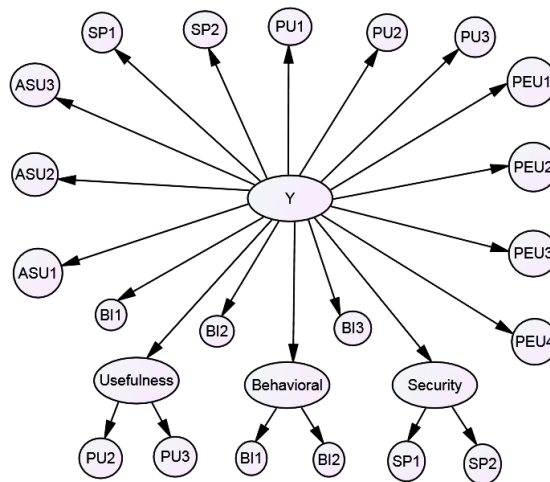 SP1
SP2
PU1
PU2
PU3
ASU3
PEU1
ASU2
PEU2
Y
ASU1
PEU3
BI1
BI2
BI3
PEU4
Usefulness
Behavioral
Security
PU2
PU3
BI1
BI2
SP1
SP2